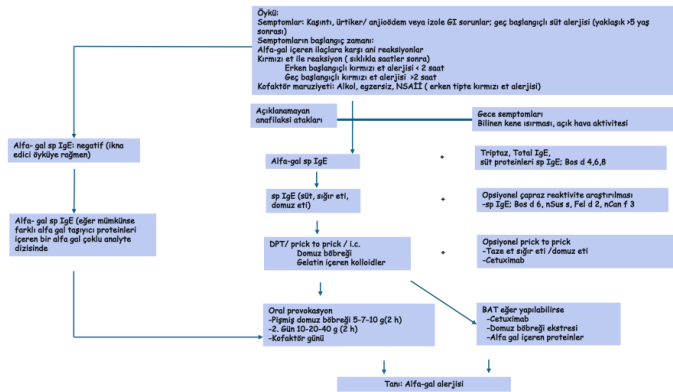 Öykü:
Semptomlar: Kaşıntı, ürtiker/ anjioödem veya izole GI sorunlar; geç başlangıçlı süt alerjisi (yaklaşık >5 yaş
sonrası)
Semptomların başlangıç zamanı:
Alfa-gal içeren ilaçlara karşı ani reaksiyonlar
Kırmızı et ile reaksiyon ( sıklıkla saatler sonra)
Erken başlangıçlı kırmızı et alerjisi < 2 saat
Geç başlangıçlı kırmızı et alerjisi >2 saat
Kofaktör maruziyeti: Alkol, egzersiz, NSAİİ ( erken tipte kırmızı et alerjisi)
Açıklanamayan
anafilaksi atakları
Gece semptomları
Bilinen kene ısırması, açık hava aktivitesi
Alfa- gal sp IgE: negatif (ikna
edici öyküye rağmen)
Alfa-gal sp IgE
+
Triptaz, Total IgE,
süt proteinleri sp IgE; Bos d 4,6,8
sp IgE (süt, sığır eti,
domuz eti)
+
Opsiyonel çapraz reaktivite araştırılması
-sp IgE; Bos d 6, nSus s, Fel d 2, nCan f 3
Alfa- gal sp IgE (eğer mümkünse
farklı alfa gal taşıyıcı proteinleri
içeren bir alfa gal çoklu analyte
dizisinde
DPT/ prick to prick / i.c.
Domuz böbreği
Gelatin içeren kolloidler
+
Opsiyonel prick to prick
-Taze et sığır eti /domuz eti
-Cetuximab
Oral provokasyon
-Pişmiş domuz böbreği 5-7-10 g(2 h)
-2. Gün 10-20-40 g (2 h)
-Kofaktör günü
BAT eğer yapılabilirse
-Cetuximab
-Domuz böbreği ekstresi
-Alfa gal içeren proteinler
Tanı: Alfa-gal alerjisi